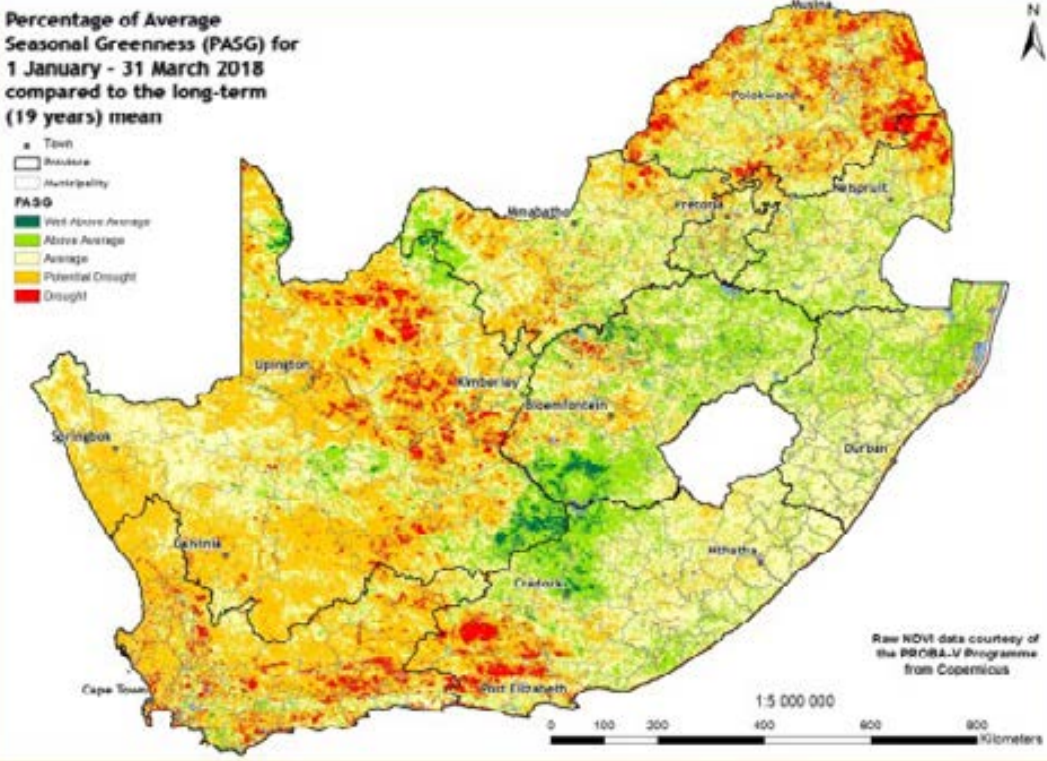 Percentage of Average
Seasonal Greenness (PASG) for
1 January - 31 March 2018
compared to the long-term
(19 years) mean
Town
Province
Municipality
PASG
Well Above Average
Above Average
Average
Potential Drought
Drought
N
Musina
Polokwane
Nelspruit
Pretoria
Mmabatho
Upington
Kimberley
Bloemfontein
Springbok
Durban
Calvinia
Mthatha
Cradock
Cape Town
Port Elizabeth
Raw NDVI data courtesy of
the PROBA-V Programme
from Copernicus
1:5 000 000
0 100 200 400 600 800
Kilometers